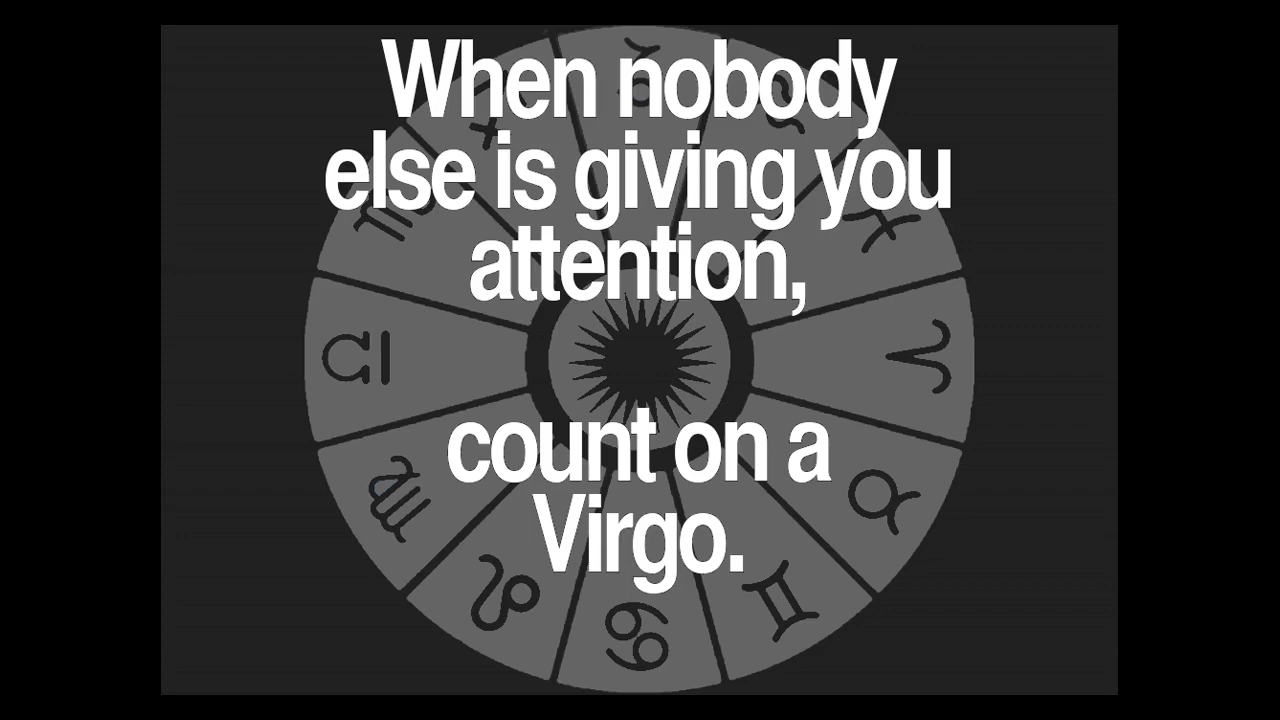 When nobody
else is giving you
attention,
count on a
Virgo.